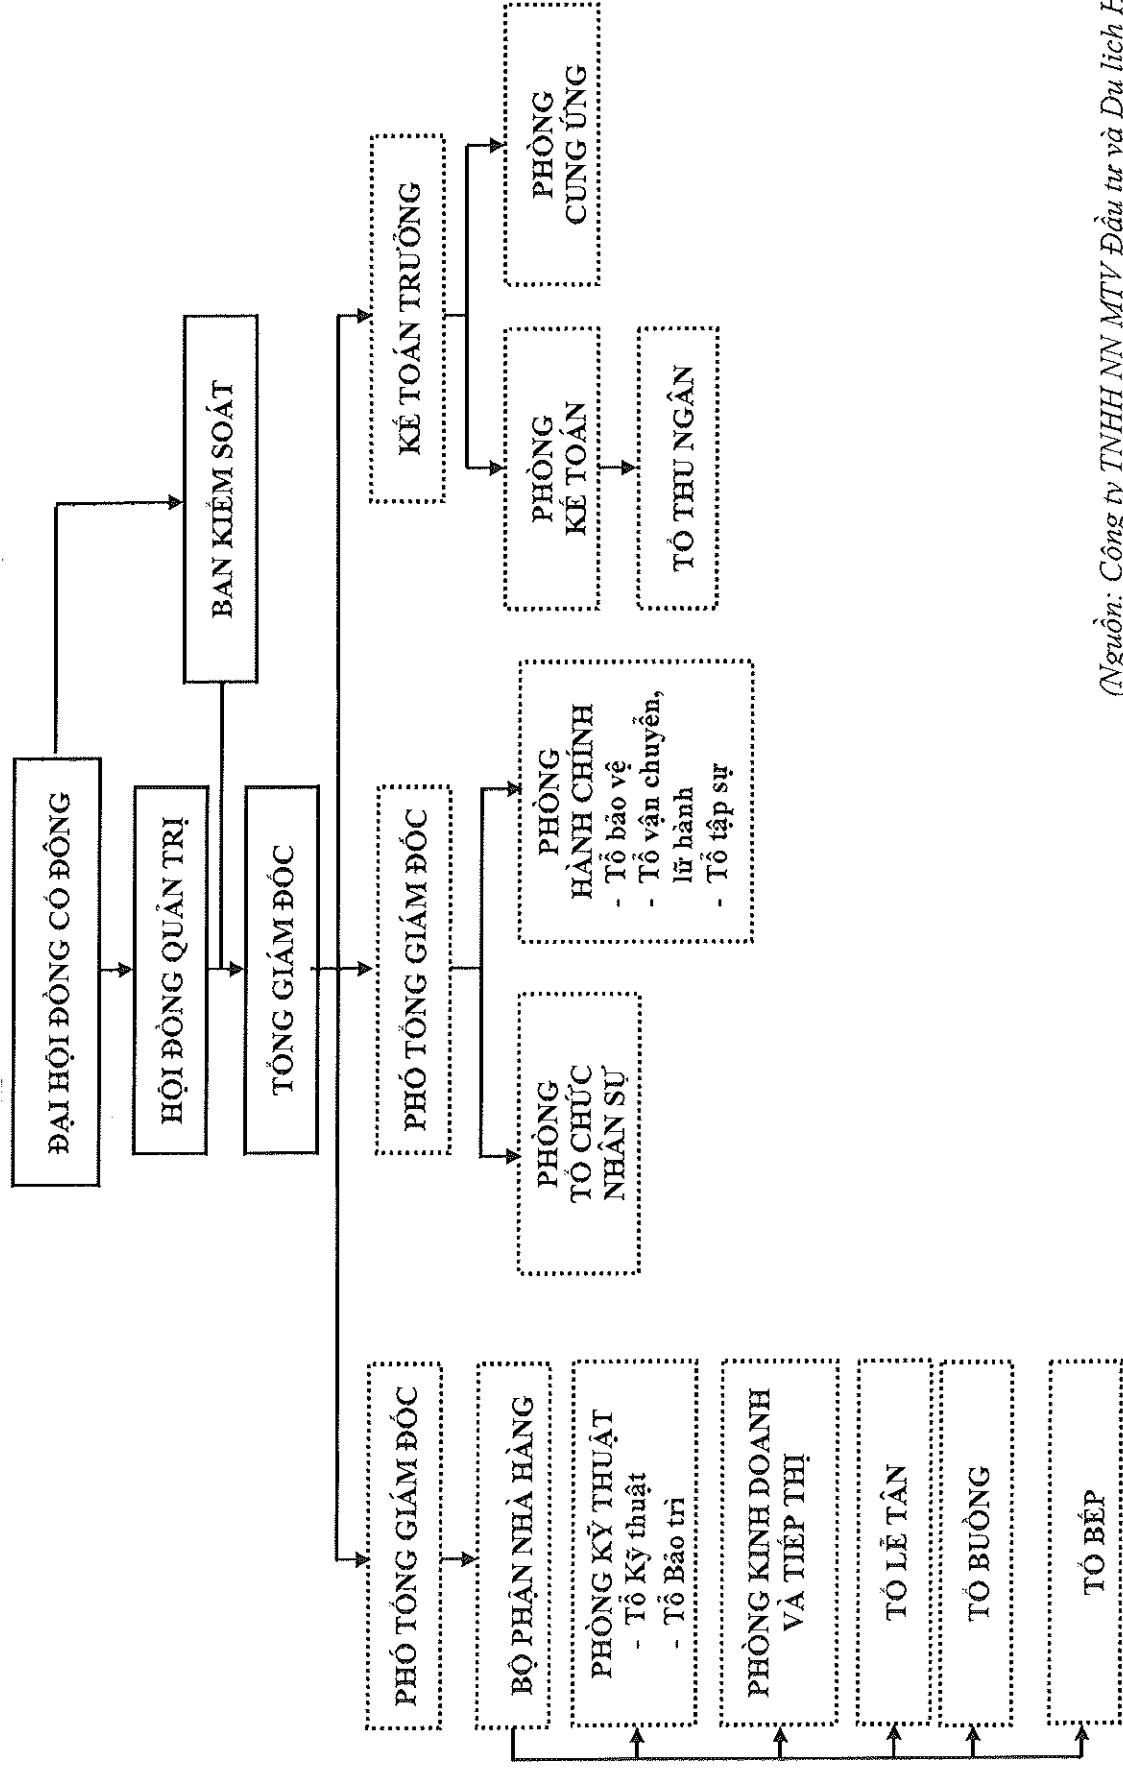 ĐẠI HỘI ĐỒNG CỔ ĐÔNG
HỘI ĐỒNG QUẢN TRỊ
BAN KIỂM SOÁT
TỔNG GIÁM ĐỐC
PHÓ TỔNG GIÁM ĐỐC
BỘ PHẬN NHÀ HÀNG
PHÒNG KỸ THUẬT
- Tổ Kỹ thuật
- Tổ Bảo trì
PHÒNG KINH DOANH
VÀ TIẾP THỊ
TỔ LỄ TÂN
TỔ BUỒNG
TỔ BẾP
PHÓ TỔNG GIÁM ĐỐC
PHÒNG
TỔ CHỨC
NHÂN SỰ
PHÒNG
HÀNH CHÍNH
- Tổ bảo vệ
- Tổ vận chuyển,
lữ hành
- Tổ tập sự
KẾ TOÁN TRƯỞNG
PHÒNG
KẾ TOÁN
TỔ THU NGÂN
PHÒNG
CUNG ỨNG
(Nguồn: Công ty TNHH NN MTV Đầu tư và Du lịch H